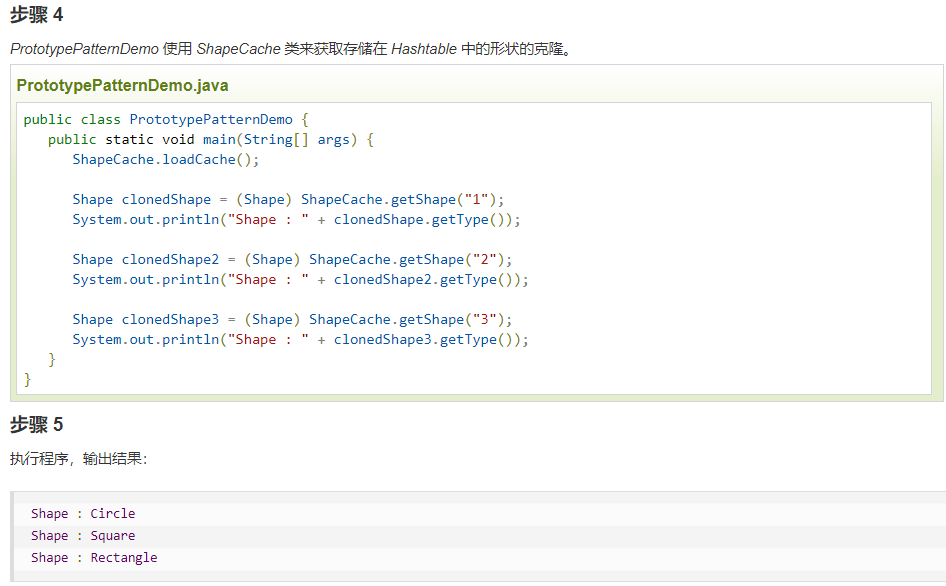 步骤 4
PrototypePatternDemo 使用 ShapeCache 类来获取存储在 Hashtable 中的形状的克隆。
PrototypePatternDemo.java
public class PrototypePatternDemo {
   public static void main(String[] args) {
      ShapeCache.loadCache();
      Shape clonedShape = (Shape) ShapeCache.getShape("1");
      System.out.println("Shape : " + clonedShape.getType());
      Shape clonedShape2 = (Shape) ShapeCache.getShape("2");
      System.out.println("Shape : " + clonedShape2.getType());
      Shape clonedShape3 = (Shape) ShapeCache.getShape("3");
      System.out.println("Shape : " + clonedShape3.getType());
   }
}
步骤 5
执行程序，输出结果：
Shape : Circle
Shape : Square
Shape : Rectangle